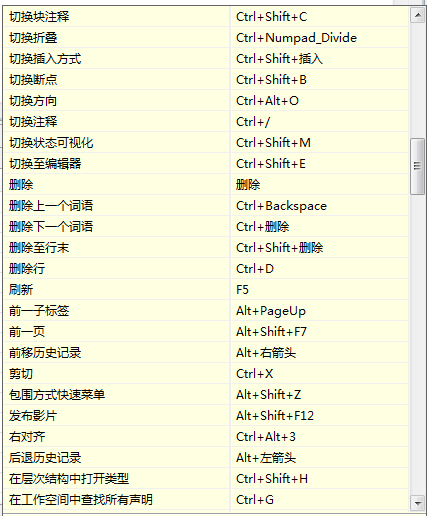 切换块注释 Ctrl+Shift+C
切换折叠 Ctrl+Numpad_Divide
切换插入方式 Ctrl+Shift+插入
切换断点 Ctrl+Shift+B
切换方向 Ctrl+Alt+O
切换注释 Ctrl+/
切换状态可视化 Ctrl+Shift+M
切换至编辑器 Ctrl+Shift+E
删除 删除
删除上一个词语 Ctrl+Backspace
删除下一个词语 Ctrl+删除
删除至行末 Ctrl+Shift+删除
删除行 Ctrl+D
刷新 F5
前一子标签 Alt+PageUp
前一页 Alt+Shift+F7
前移历史记录 Alt+右箭头
剪切 Ctrl+X
包围方式快速菜单 Alt+Shift+Z
发布影片 Alt+Shift+F12
右对齐 Ctrl+Alt+3
后退历史记录 Alt+左箭头
在层次结构中打开类型 Ctrl+Shift+H
在工作空间中查找所有声明 Ctrl+G